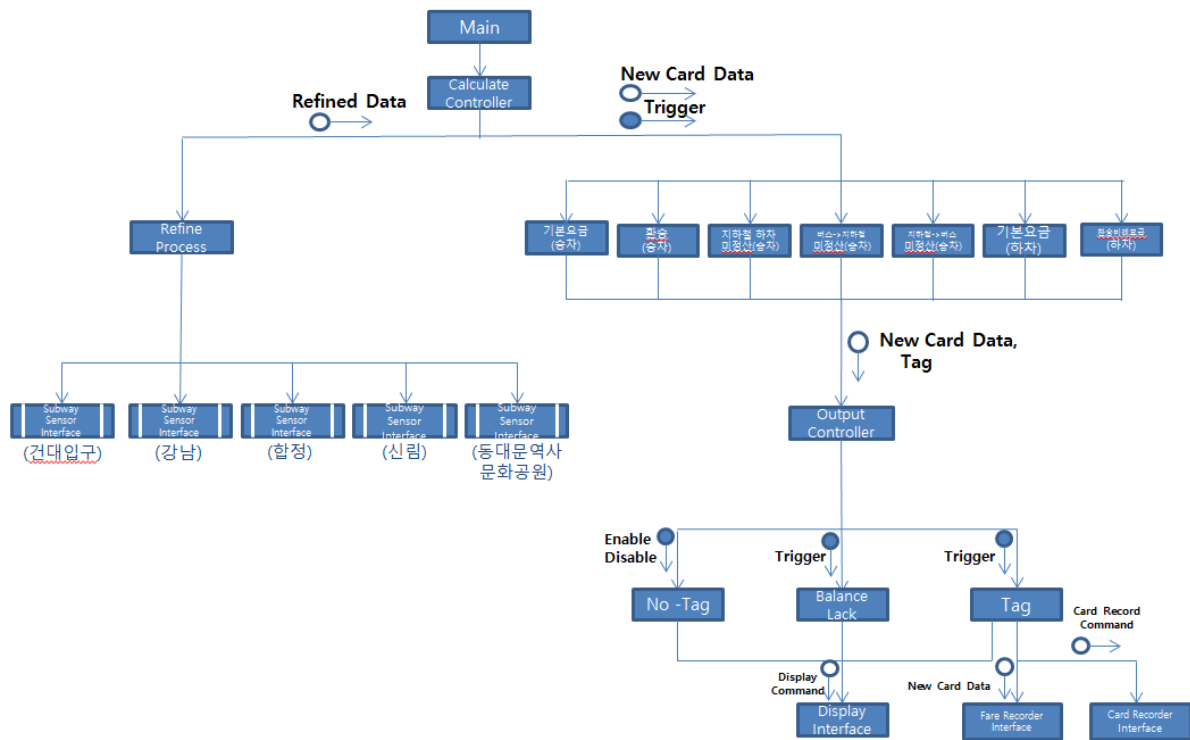 Main
Calculate
Controller
New Card Data
Refined Data
Trigger
Refine
Process
기본요금
(승차)
환승
(승차)
지하철 하차
미정산(승차)
버스->지하철
미정산(승차)
지하철->버스
미정산(승차)
기본요금
(하차)
환승비례요금
(하차)
New Card Data,
Tag
Subway
Sensor
Interface
(건대입구)
Subway
Sensor
Interface
(강남)
Subway
Sensor
Interface
(합정)
Subway
Sensor
Interface
(신림)
Subway
Sensor
Interface
(동대문역사
문화공원)
Output
Controller
Enable
Disable
Trigger
Trigger
No -Tag
Balance
Lack
Tag
Card Record
Command
Display
Command
New Card Data
Display
Interface
Fare Recorder
Interface
Card Recorder
Interface